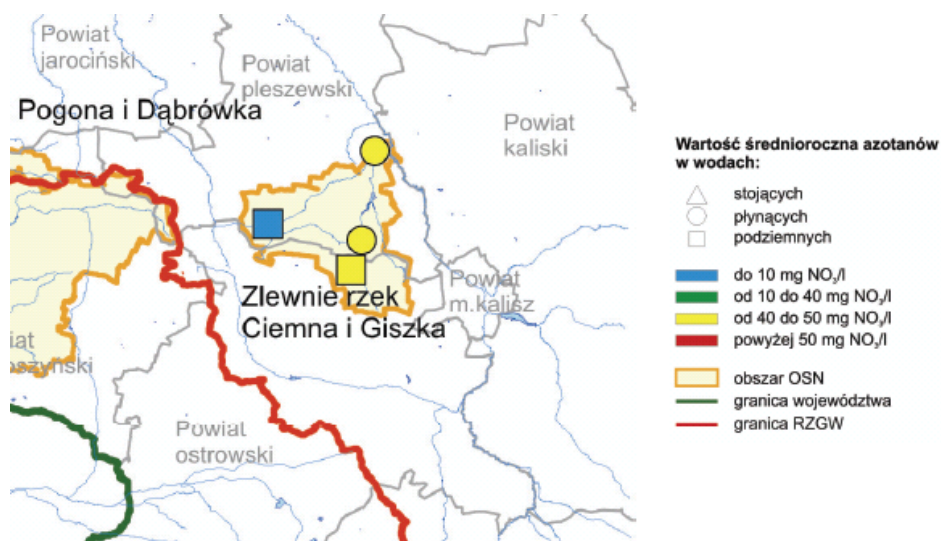 Powiat
jarociński
Powiat
pleszewski
Pogona i Dąbrówka
Powiat
kaliski
Zlewnie rzek
Ciemna i Giszka
Powiat
m.kalisz
iat
oszyński
Powiat
ostrowski
Wartość średnioroczna azotanów
w wodach:
stojących
płynących
podziemnych
do 10 mg NO₃/l
od 10 do 40 mg NO₃/l
od 40 do 50 mg NO₃/l
powyżej 50 mg NO₃/l
obszar OSN
granica województwa
granica RZGW